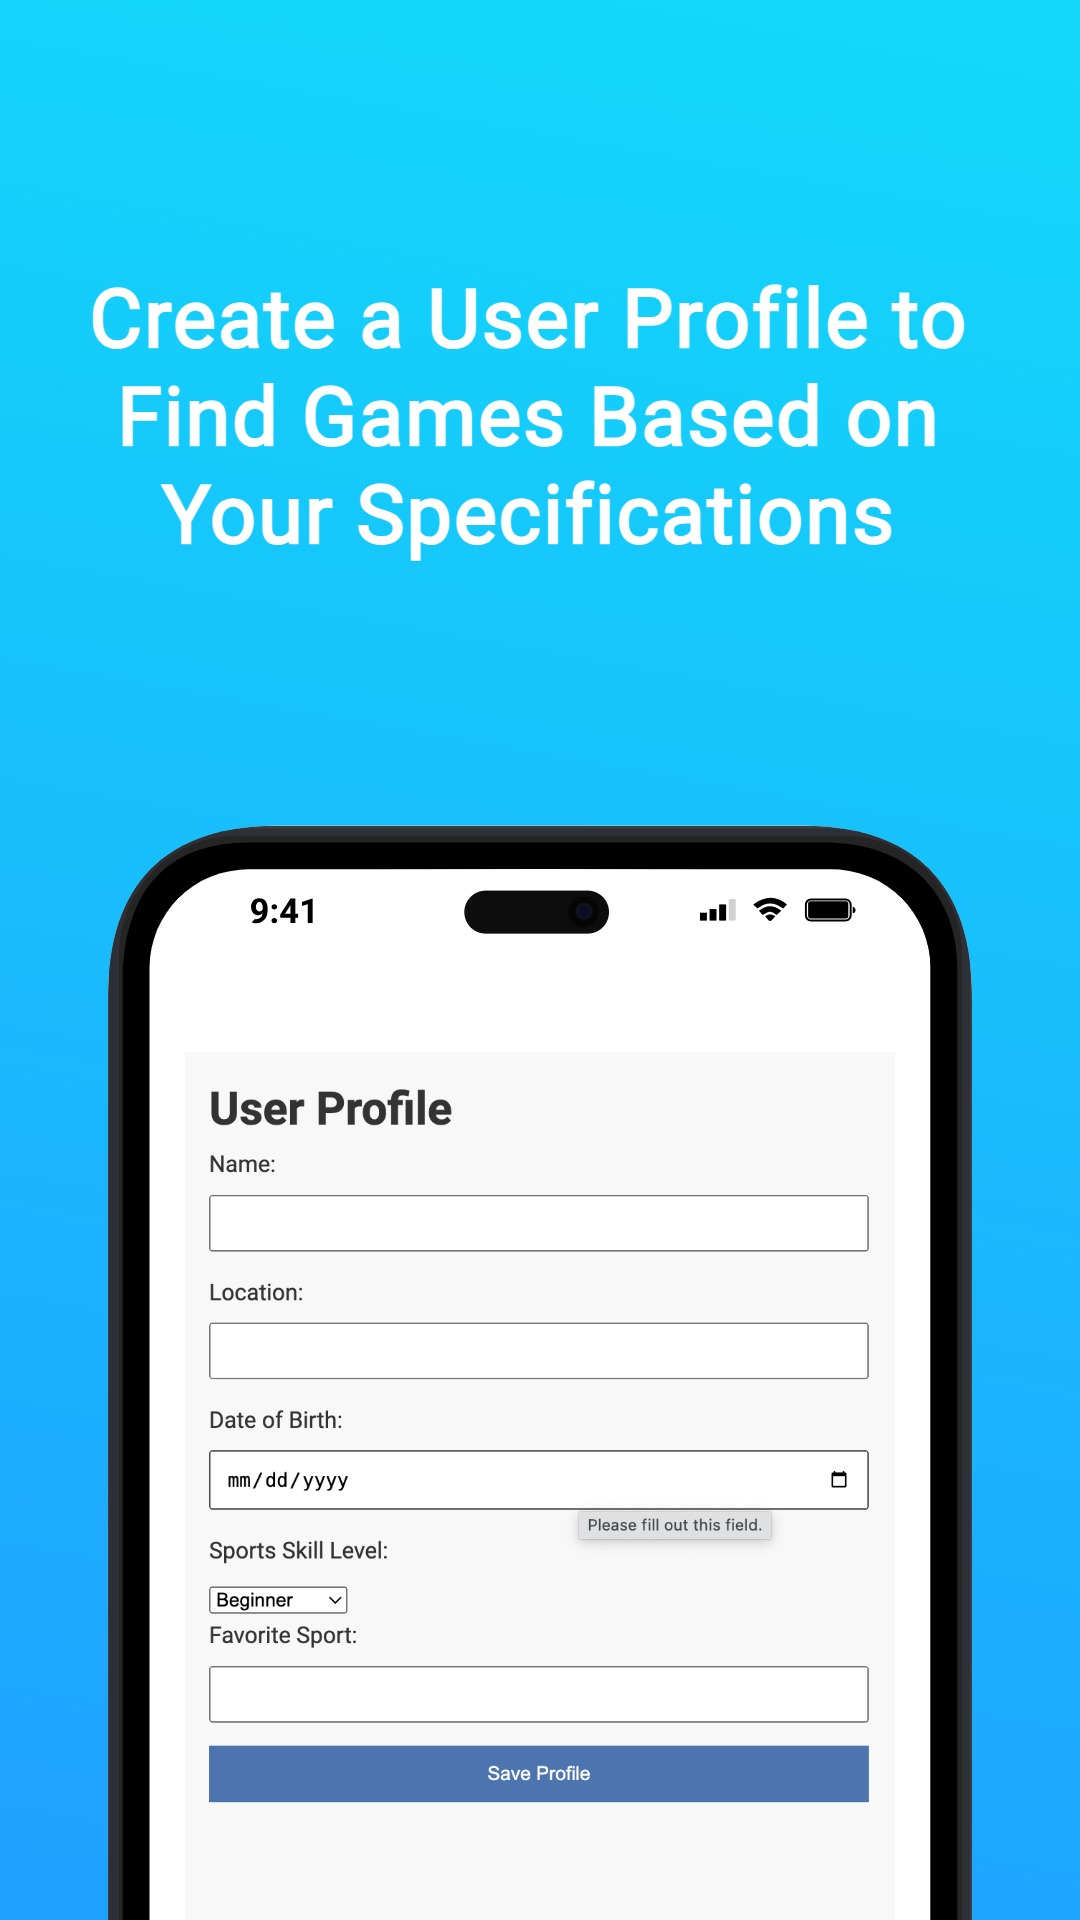 Create a User Profile to
Find Games Based on
Your Specifications
9:41
User Profile
Name:
Location:
Date of Birth:
mm/dd/yyyy
Please fill out this field.
Sports Skill Level:
Beginner
Favorite Sport:
Save Profile